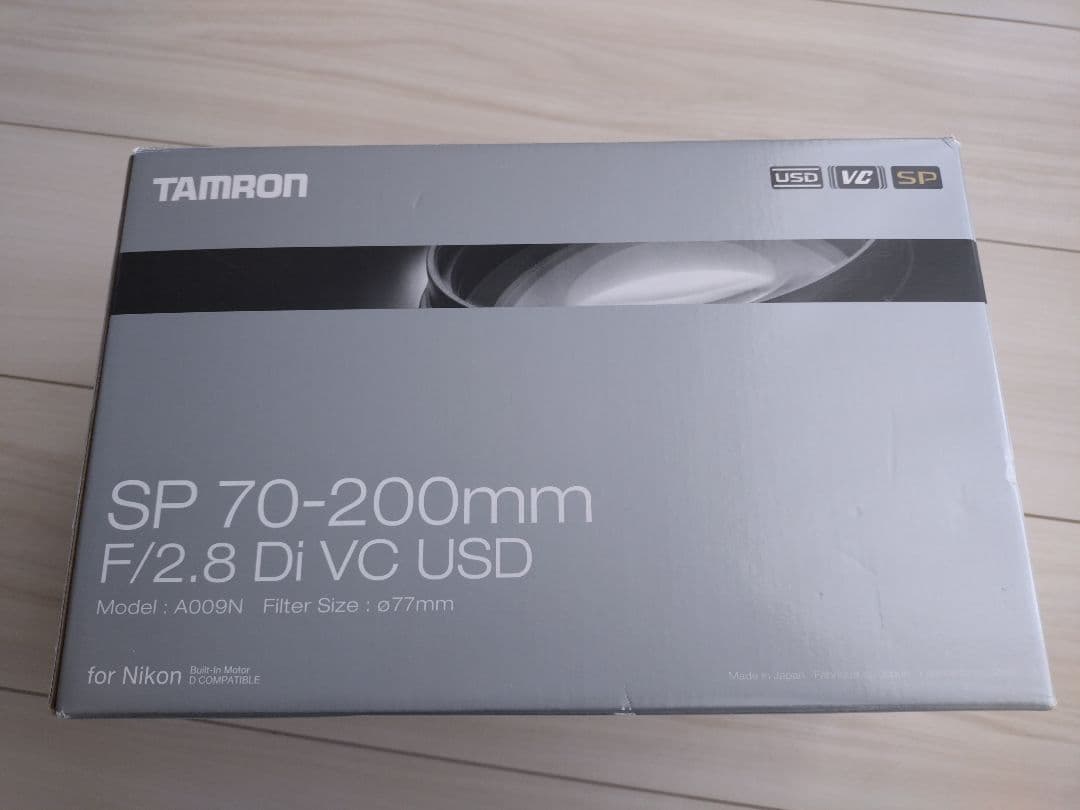 TAMRON
USD VC SP
SP 70-200mm
F/2.8 Di VC USD
Model : A009N Filter Size : ø77mm
for Nikon Built-In Motor
D COMPATIBLE
Made in Japan